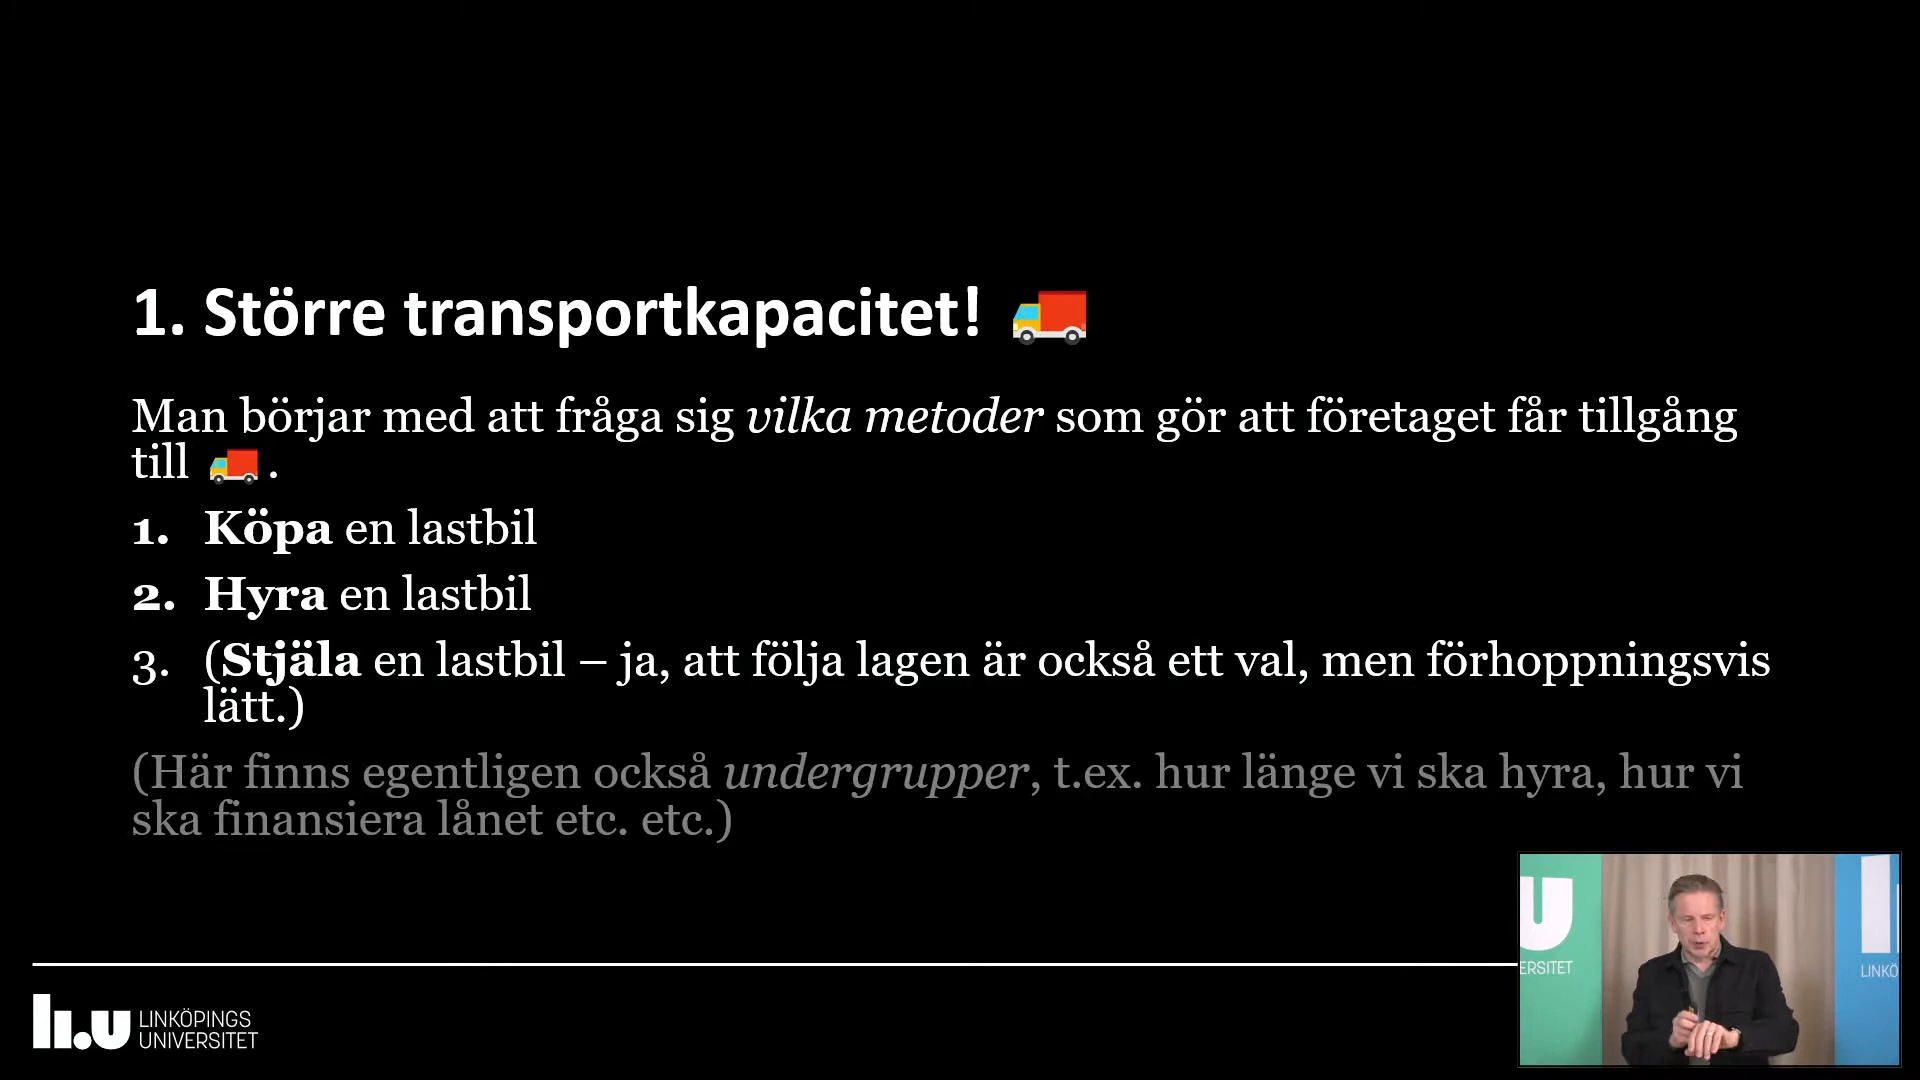 1. Större transportkapacitet! 🚚
Man börjar med att fråga sig vilka metoder som gör att företaget får tillgång
till 🚚 .
1. Köpa en lastbil
2. Hyra en lastbil
3. (Stjäla en lastbil – ja, att följa lagen är också ett val, men förhoppningsvis
lätt.)
(Här finns egentligen också undergrupper, t.ex. hur länge vi ska hyra, hur vi
ska finansiera lånet etc. etc.)
U
ERSITET
LINKÖ
li.u LINKÖPINGS
UNIVERSITET